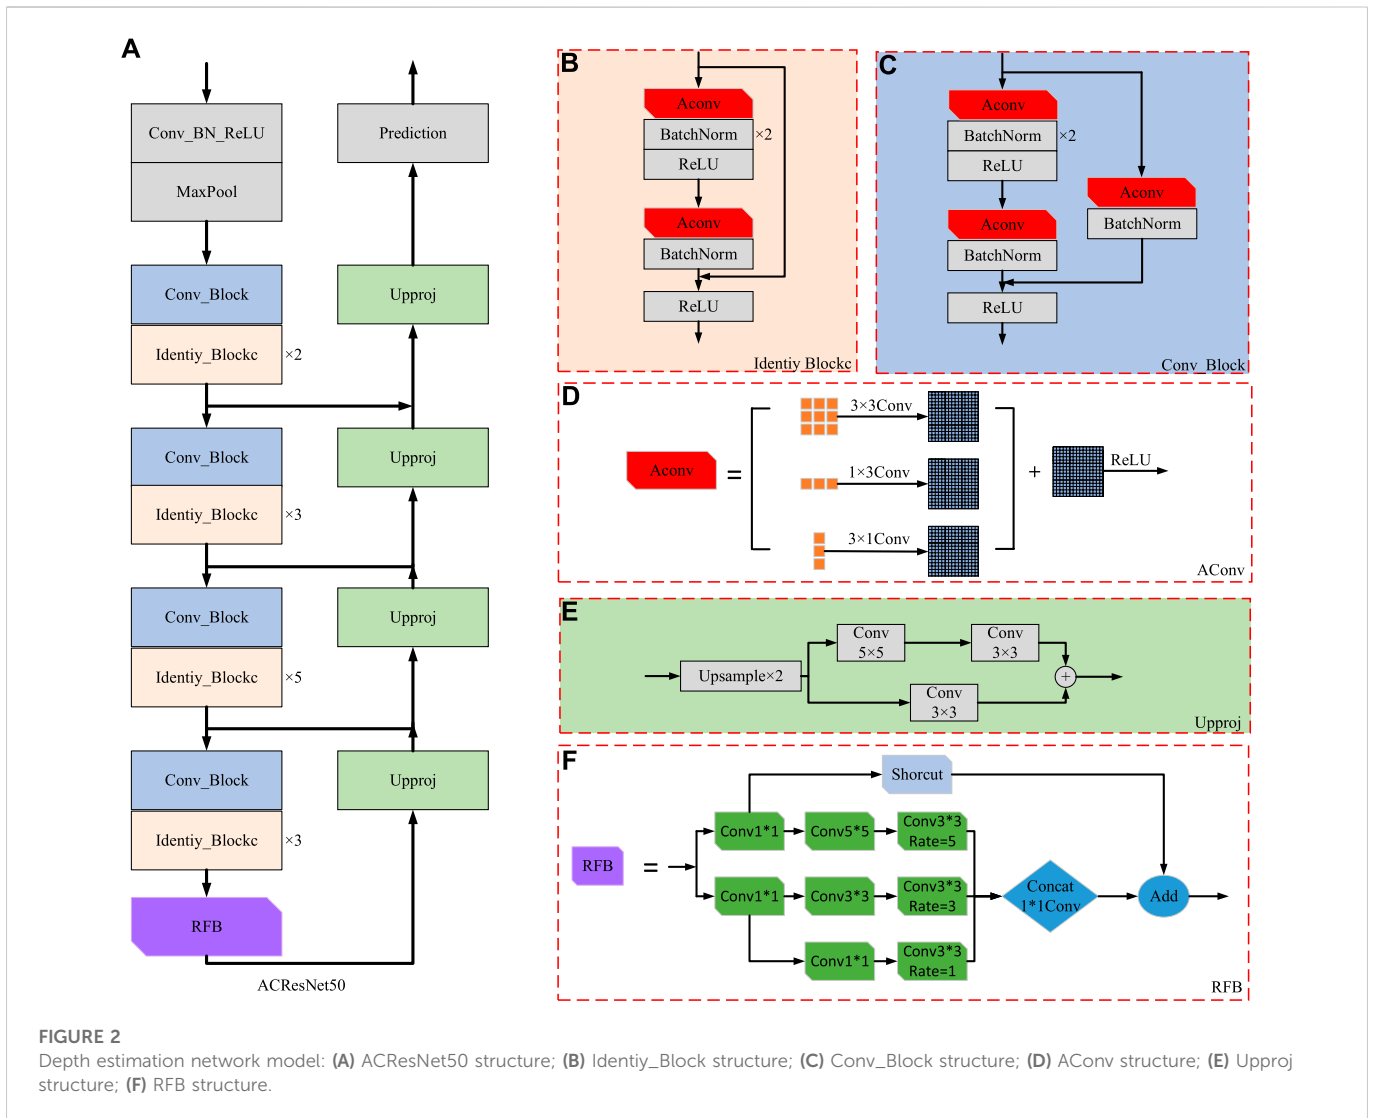 A
Conv_BN_ReLU
MaxPool
Conv_Block
Identiy_Blockc ×2
Conv_Block
Identiy_Blockc ×3
Conv_Block
Identiy_Blockc ×5
Conv_Block
Identiy_Blockc ×3
RFB
Prediction
Upproj
Upproj
Upproj
Upproj
ACResNet50
B
Aconv
BatchNorm ×2
ReLU
Aconv
BatchNorm
ReLU
Identiy Blockc
C
Aconv
BatchNorm ×2
ReLU
Aconv
BatchNorm
Aconv
BatchNorm
ReLU
Conv_Block
D
Aconv
=
3×3Conv
1×3Conv
3×1Conv
+
ReLU
AConv
E
Upsample×2
Conv
5×5
Conv
3×3
Conv
3×3
+
Upproj
F
RFB
=
Shorcut
Conv1*1
Conv5*5
Conv3*3
Rate=5
Conv1*1
Conv3*3
Conv3*3
Rate=3
Conv1*1
Conv3*3
Rate=1
Concat
1*1Conv
Add
RFB
FIGURE 2
Depth estimation network model: (A) ACResNet50 structure; (B) Identiy_Block structure; (C) Conv_Block structure; (D) AConv structure; (E) Upproj
structure; (F) RFB structure.